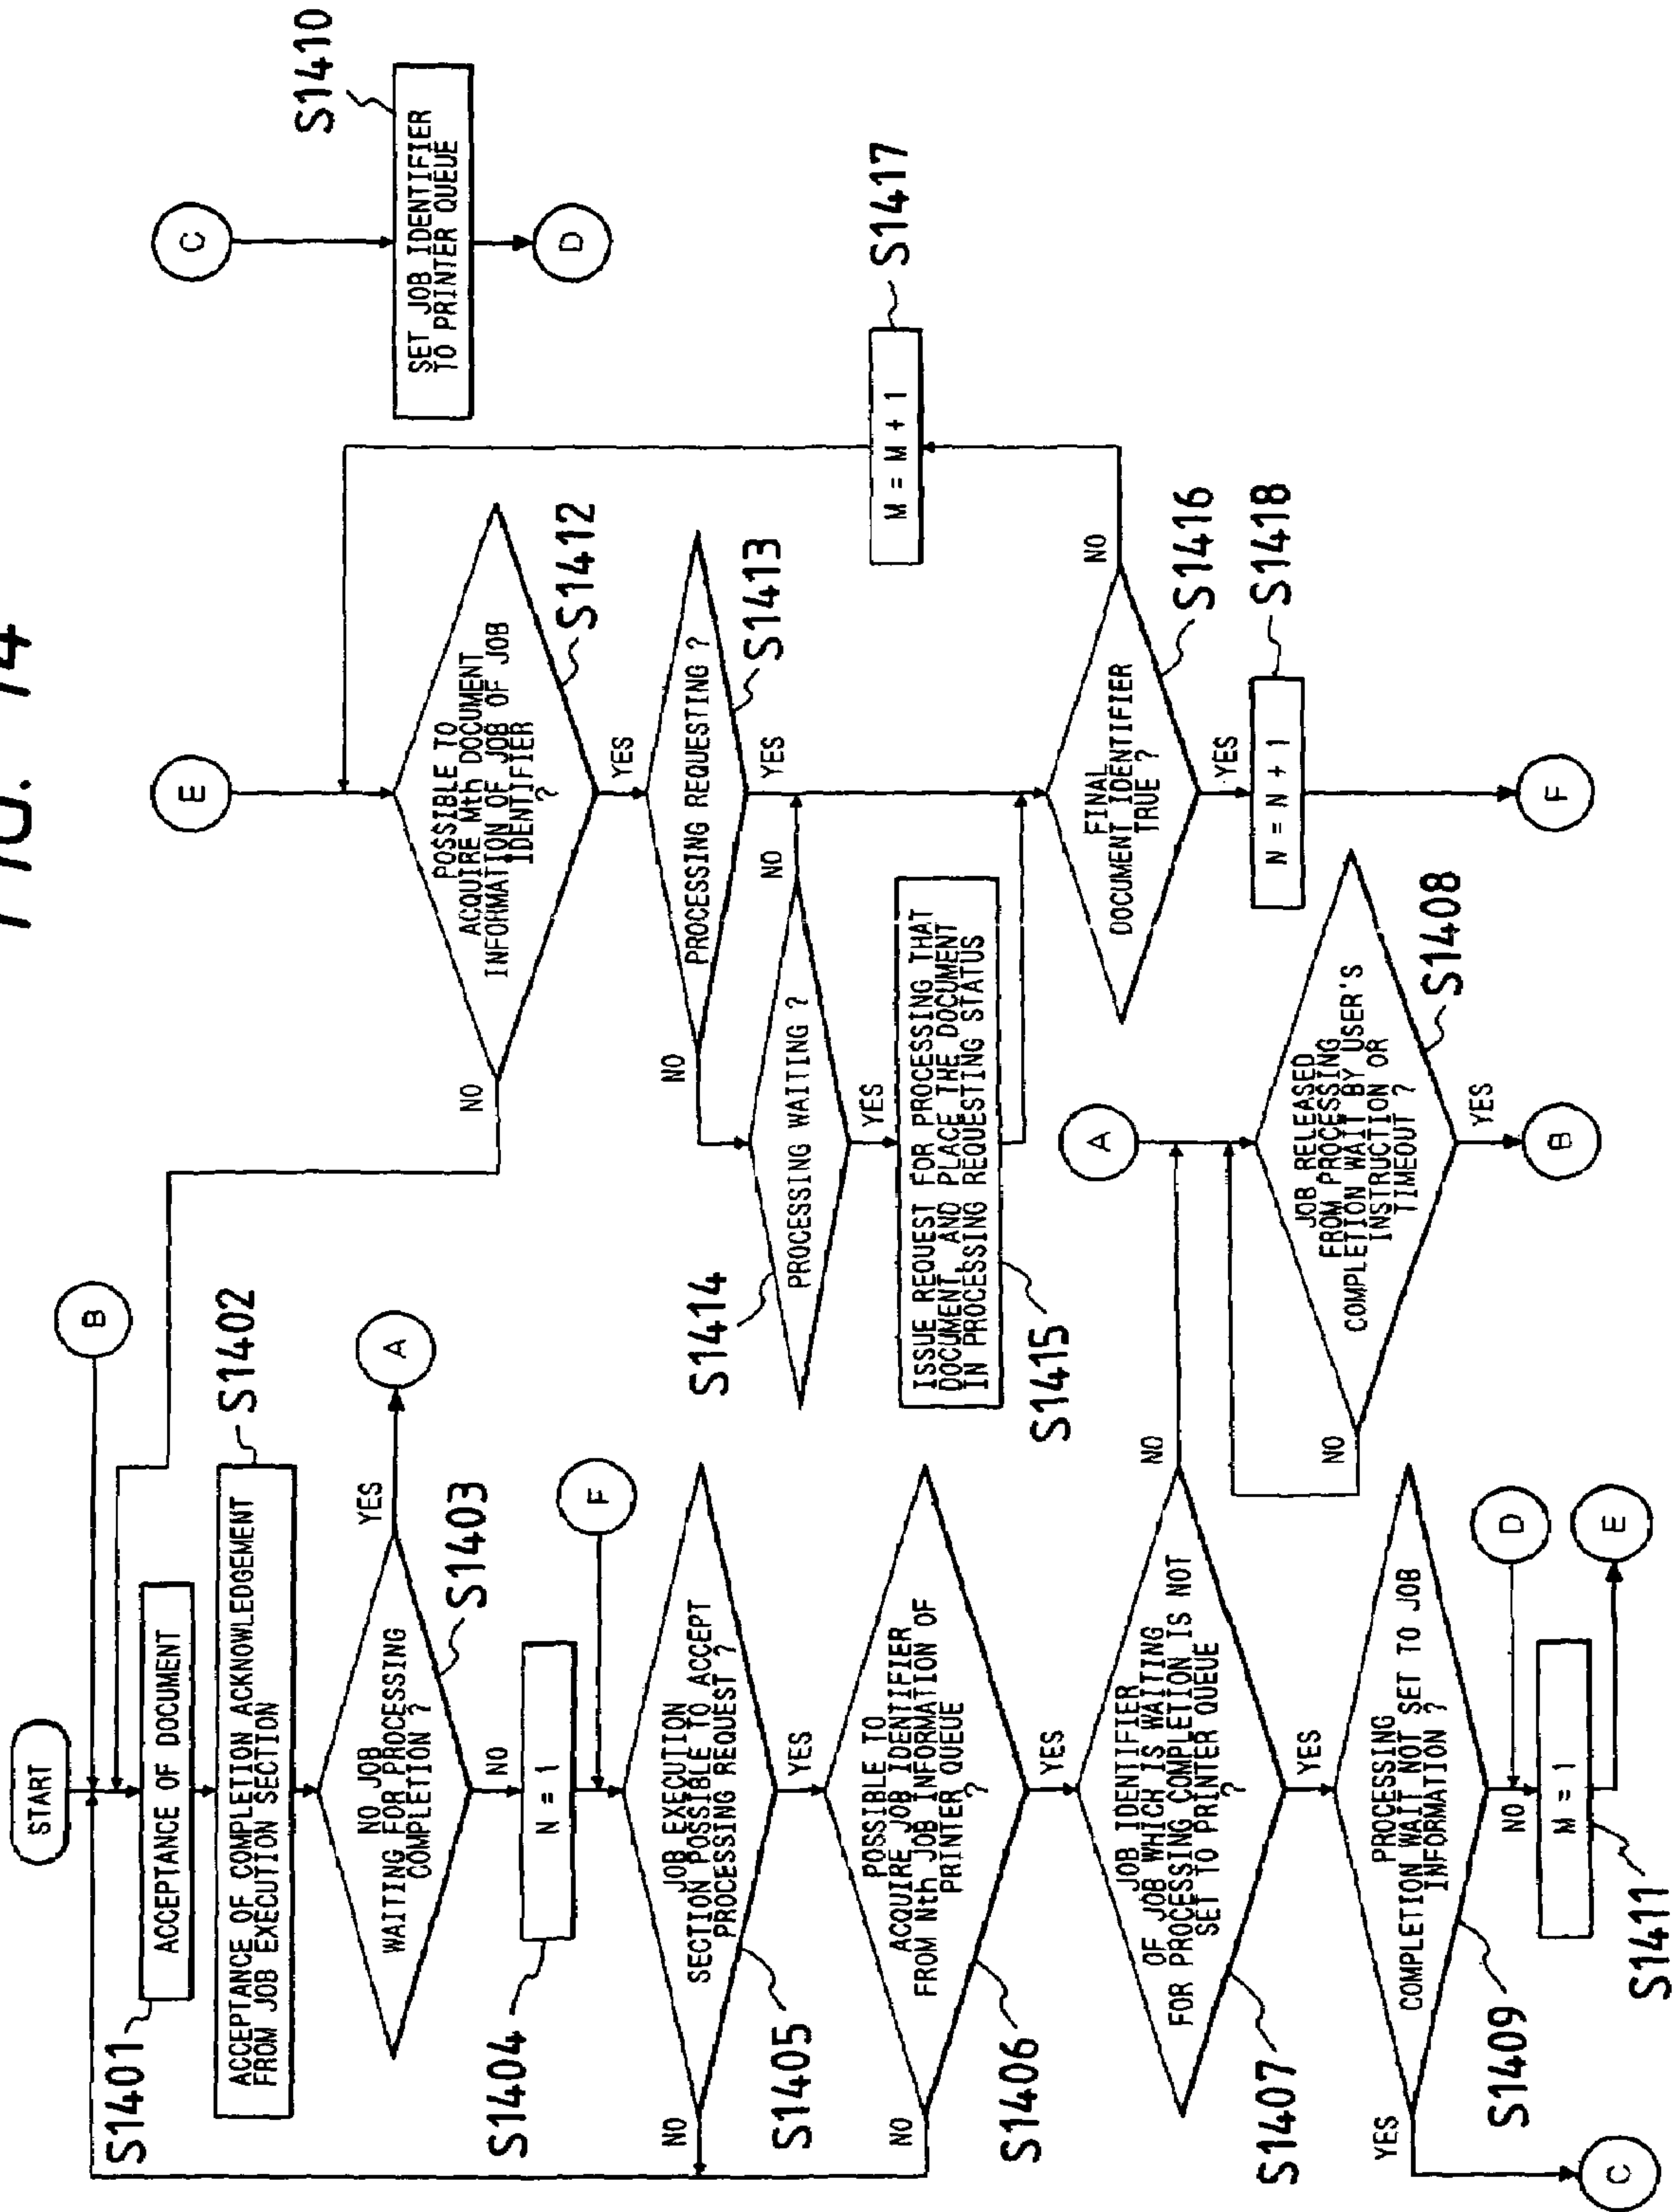 FIG. 14
START
B
S1401
ACCEPTANCE OF DOCUMENT
ACCEPTANCE OF COMPLETION ACKNOWLEDGEMENT
FROM JOB EXECUTION SECTION
S1402
NO JOB
WAITING FOR PROCESSING
COMPLETION ?
YES
A
S1403
NO
S1404
N = 1
F
JOB EXECUTION
SECTION POSSIBLE TO ACCEPT
PROCESSING REQUEST ?
NO
S1405
YES
POSSIBLE TO
ACQUIRE JOB IDENTIFIER
FROM Nth JOB INFORMATION OF
PRINTER QUEUE
?
NO
S1406
YES
JOB IDENTIFIER
OF JOB WHICH IS WAITING
FOR PROCESSING COMPLETION IS NOT
SET TO PRINTER QUEUE
?
NO
S1407
YES
PROCESSING
COMPLETION WAIT NOT SET TO JOB
INFORMATION ?
YES
S1409
C
NO
D
M = 1
E
S1411
E
POSSIBLE TO
ACQUIRE Mth DOCUMENT
INFORMATION OF JOB OF JOB
IDENTIFIER
?
NO
S1412
YES
PROCESSING REQUESTING ?
S1413
NO
YES
S1414
PROCESSING WAITING ?
NO
YES
ISSUE REQUEST FOR PROCESSING THAT
DOCUMENT, AND PLACE THE DOCUMENT
IN PROCESSING REQUESTING STATUS
S1415
FINAL
DOCUMENT IDENTIFIER
TRUE ?
NO
S1416
YES
M = M + 1
S1417
N = N + 1
S1418
F
A
JOB RELEASED
FROM PROCESSING
COMPLETION WAIT BY USER'S
INSTRUCTION OR
TIMEOUT ?
NO
S1408
YES
B
C
SET JOB IDENTIFIER
TO PRINTER QUEUE
S1410
D